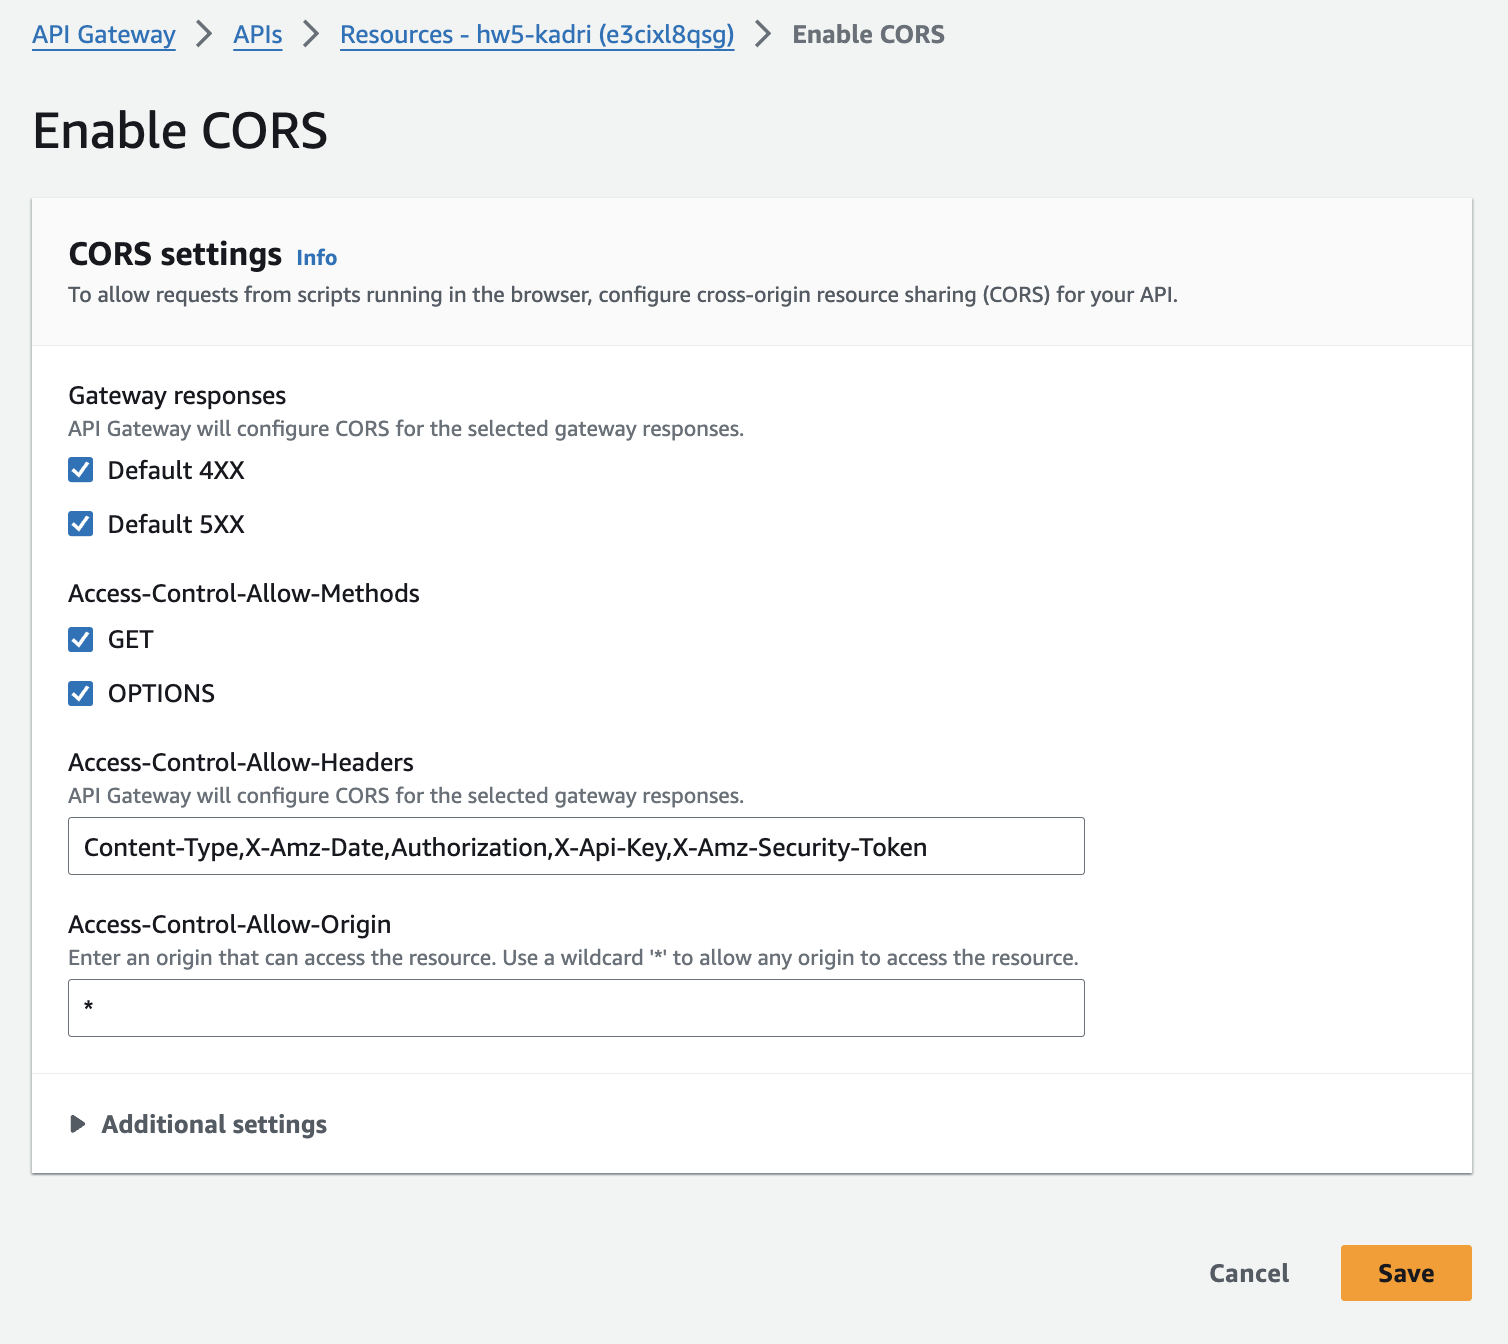 API Gateway > APIs > Resources - hw5-kadri (e3cixl8qsg) > Enable CORS
Enable CORS
CORS settings Info
To allow requests from scripts running in the browser, configure cross-origin resource sharing (CORS) for your API.
Gateway responses
API Gateway will configure CORS for the selected gateway responses.
Default 4XX
Default 5XX
Access-Control-Allow-Methods
GET
OPTIONS
Access-Control-Allow-Headers
API Gateway will configure CORS for the selected gateway responses.
Content-Type,X-Amz-Date,Authorization,X-Api-Key,X-Amz-Security-Token
Access-Control-Allow-Origin
Enter an origin that can access the resource. Use a wildcard '*' to allow any origin to access the resource.
*
Additional settings
Cancel Save